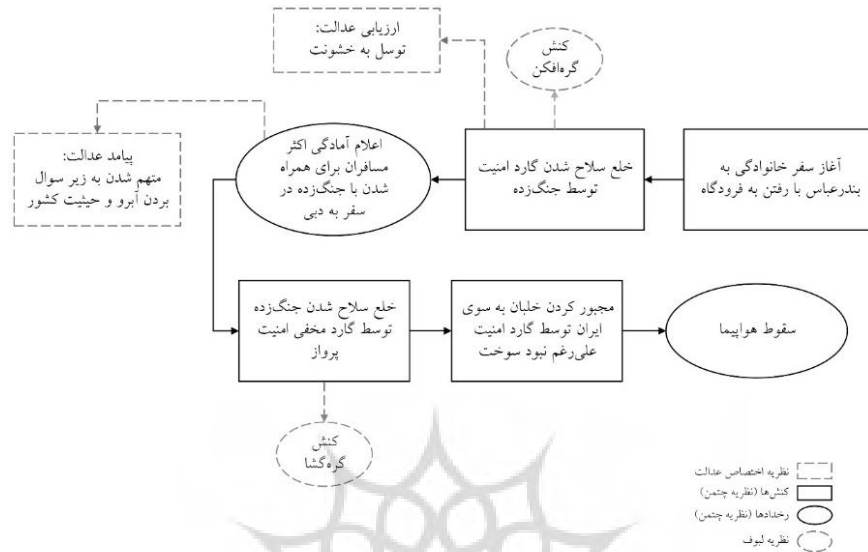 ارزیابی عدالت:
توسل به خشونت
کنش
گره‌افکن
پیامد عدالت:
متهم شدن به زیر سوال
بردن آبرو و حیثیت کشور
آغاز سفر خانوادگی به
بندرعباس با رفتن به فرودگاه
خلع سلاح شدن گارد امنیت
توسط جنگ‌زده
اعلام آمادگی اکثر
مسافران برای همراه
شدن با جنگ‌زده در
سفر به دبی
خلع سلاح شدن جنگ‌زده
توسط گارد مخفی امنیت
پرواز
مجبور کردن خلبان به سوی
ایران توسط گارد امنیت
علی‌رغم نبود سوخت
سقوط هواپیما
کنش
گره‌گشا
نظریه اختصاص عدالت
کنش‌ها (نظریه چتمن)
رخدادها (نظریه چتمن)
نظریه لبوف